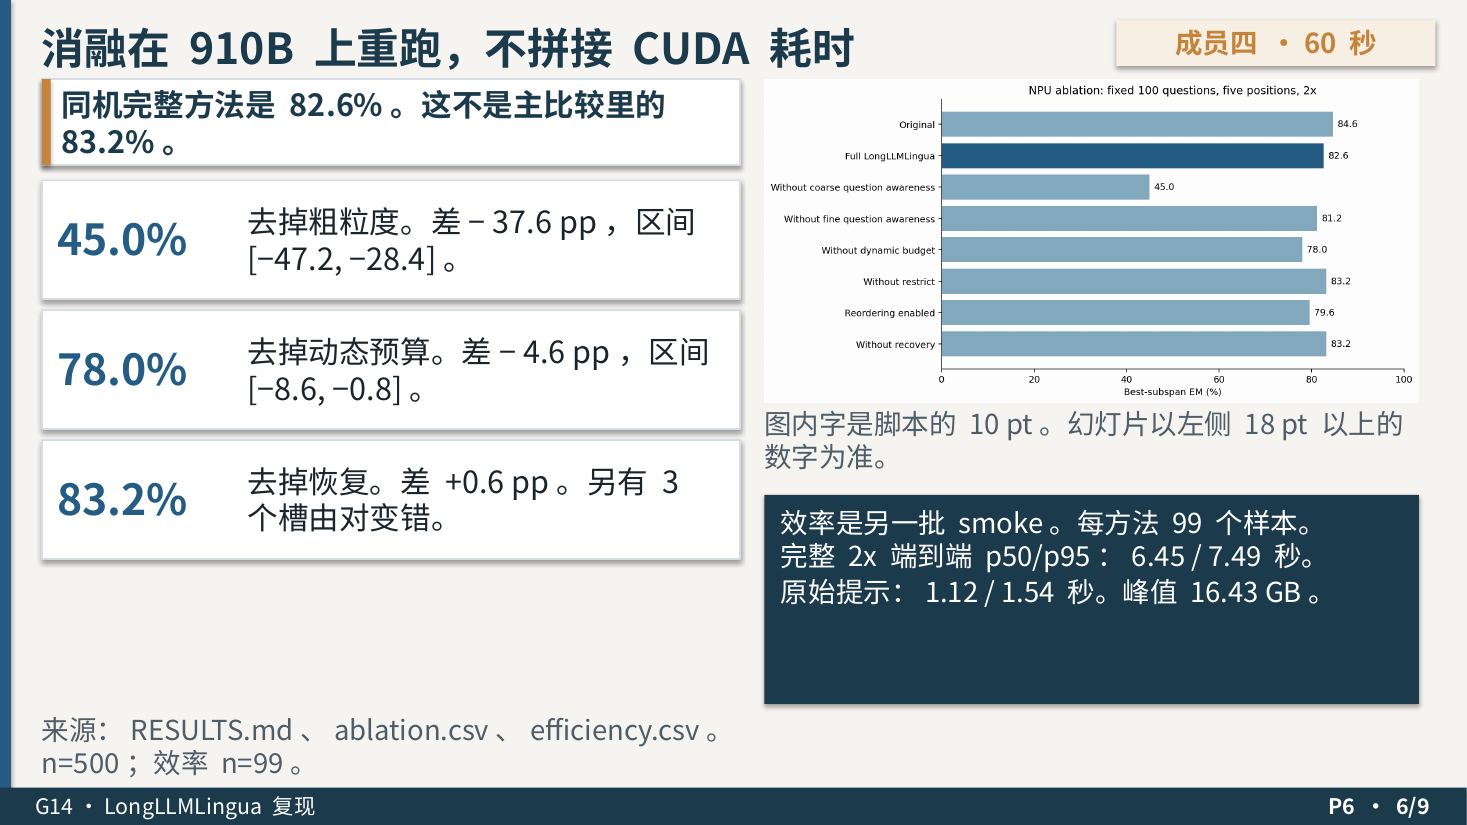 消融在 910B 上重跑，不拼接 CUDA 耗时
成员四 · 60 秒
同机完整方法是 82.6%。这不是主比较里的
83.2%。
45.0%
去掉粗粒度。差 −37.6 pp，区间
[−47.2, −28.4]。
78.0%
去掉动态预算。差 −4.6 pp，区间
[−8.6, −0.8]。
83.2%
去掉恢复。差 +0.6 pp。另有 3
个槽由对变错。
来源：RESULTS.md、ablation.csv、efficiency.csv。
n=500；效率 n=99。
NPU ablation: fixed 100 questions, five positions, 2x
Original 84.6
Full LongLLMLingua 82.6
Without coarse question awareness 45.0
Without fine question awareness 81.2
Without dynamic budget 78.0
Without restrict 83.2
Reordering enabled 79.6
Without recovery 83.2
0 20 40 60 80 100
Best-subspan EM (%)
图内字是脚本的 10 pt。幻灯片以左侧 18 pt 以上的
数字为准。
效率是另一批 smoke。每方法 99 个样本。
完整 2x 端到端 p50/p95：6.45 / 7.49 秒。
原始提示：1.12 / 1.54 秒。峰值 16.43 GB。
G14 · LongLLMLingua 复现
P6 · 6/9